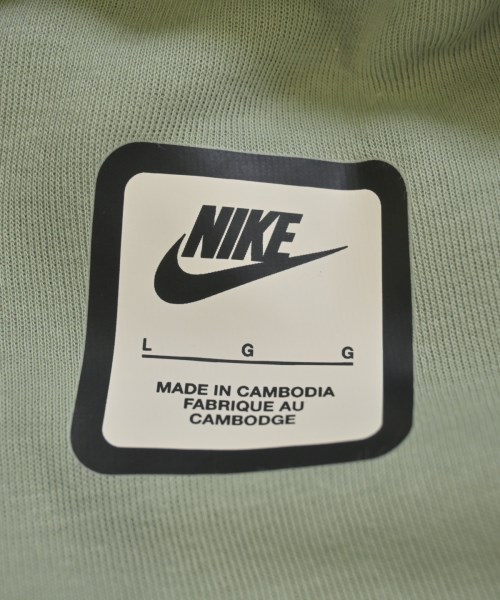 NIKE
L G G
MADE IN CAMBODIA
FABRIQUE AU
CAMBODGE